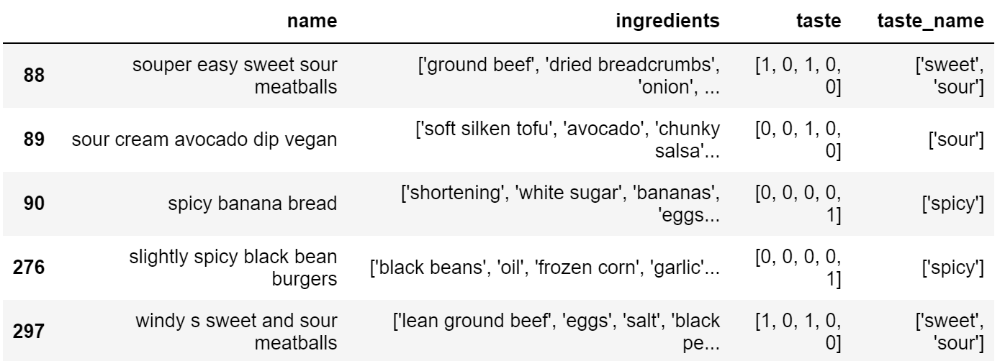 name ingredients taste taste_name
88 souper easy sweet sour meatballs ['ground beef', 'dried breadcrumbs', 'onion', ... [1, 0, 1, 0, 0] ['sweet', 'sour']
89 sour cream avocado dip vegan ['soft silken tofu', 'avocado', 'chunky salsa'... [0, 0, 1, 0, 0] ['sour']
90 spicy banana bread ['shortening', 'white sugar', 'bananas', 'eggs... [0, 0, 0, 0, 1] ['spicy']
276 slightly spicy black bean burgers ['black beans', 'oil', 'frozen corn', 'garlic'... [0, 0, 0, 0, 1] ['spicy']
297 windy s sweet and sour meatballs ['lean ground beef', 'eggs', 'salt', 'black pe... [1, 0, 1, 0, 0] ['sweet', 'sour']